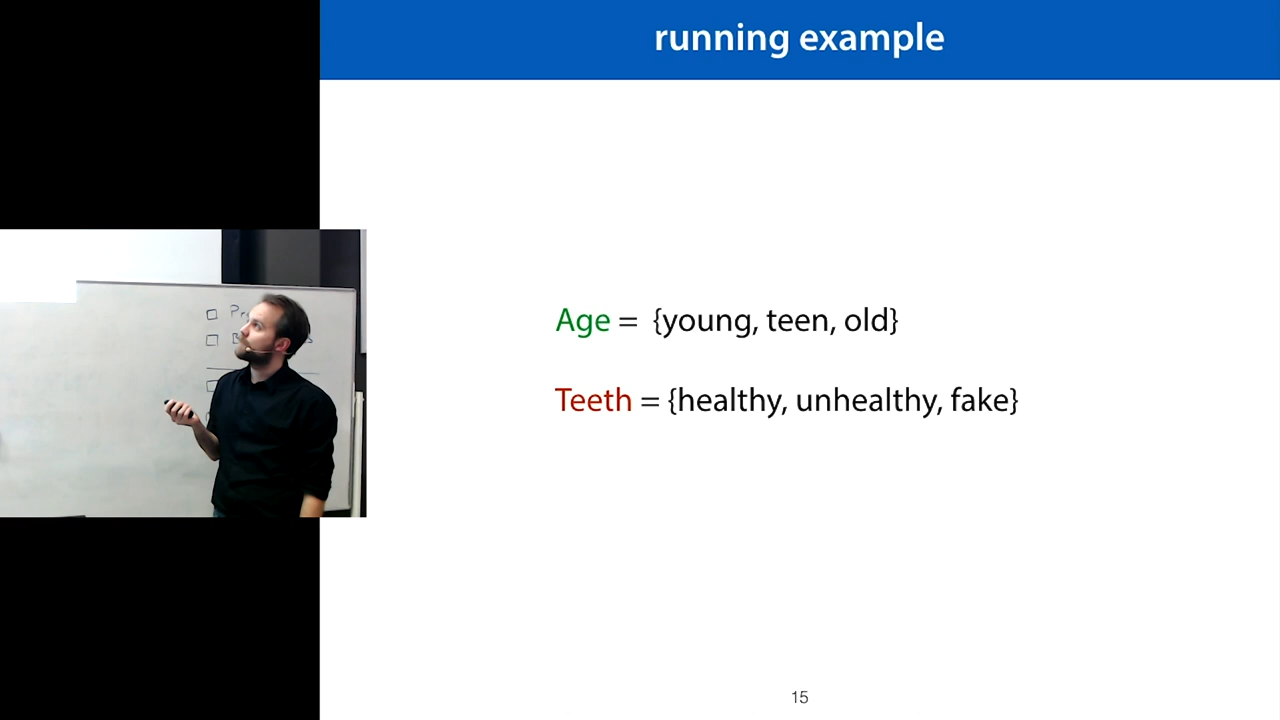 running example
Age = {young, teen, old}
Teeth = {healthy, unhealthy, fake}
15